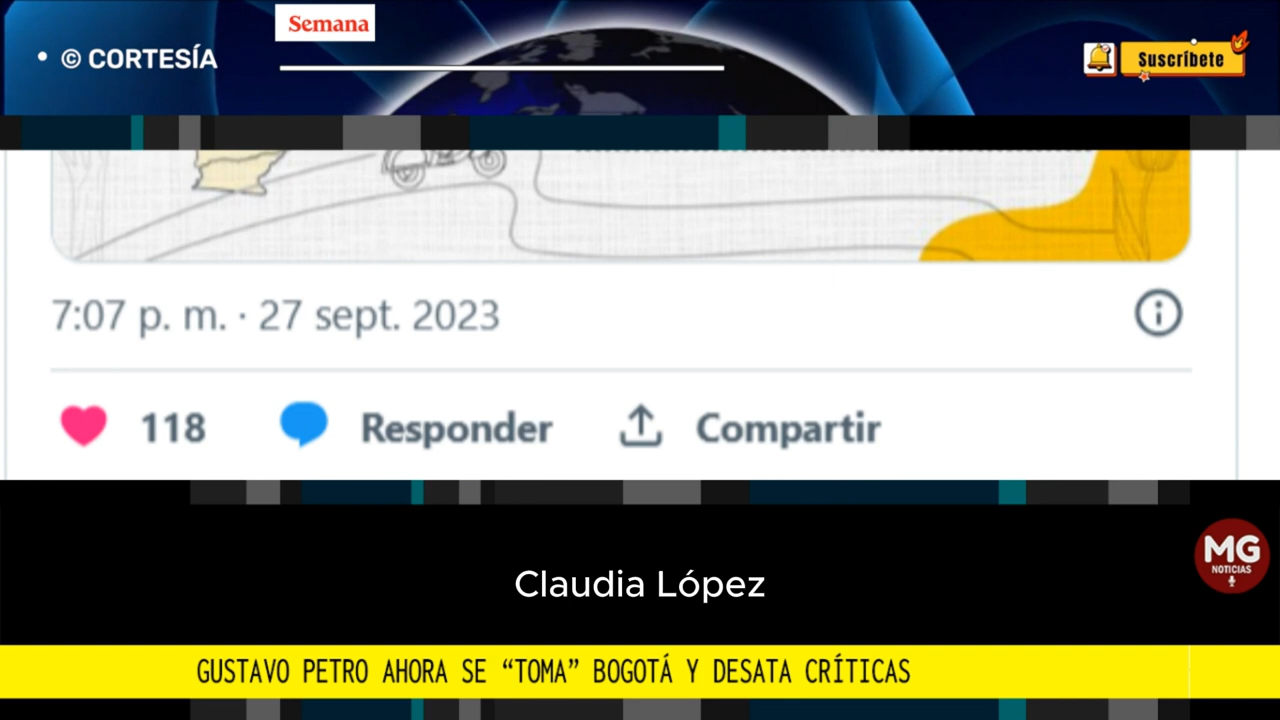 Semana
• © CORTESÍA
Suscríbete
7:07 p. m. · 27 sept. 2023
118 Responder Compartir
MG
NOTICIAS
Claudia López
GUSTAVO PETRO AHORA SE “TOMA” BOGOTÁ Y DESATA CRÍTICAS